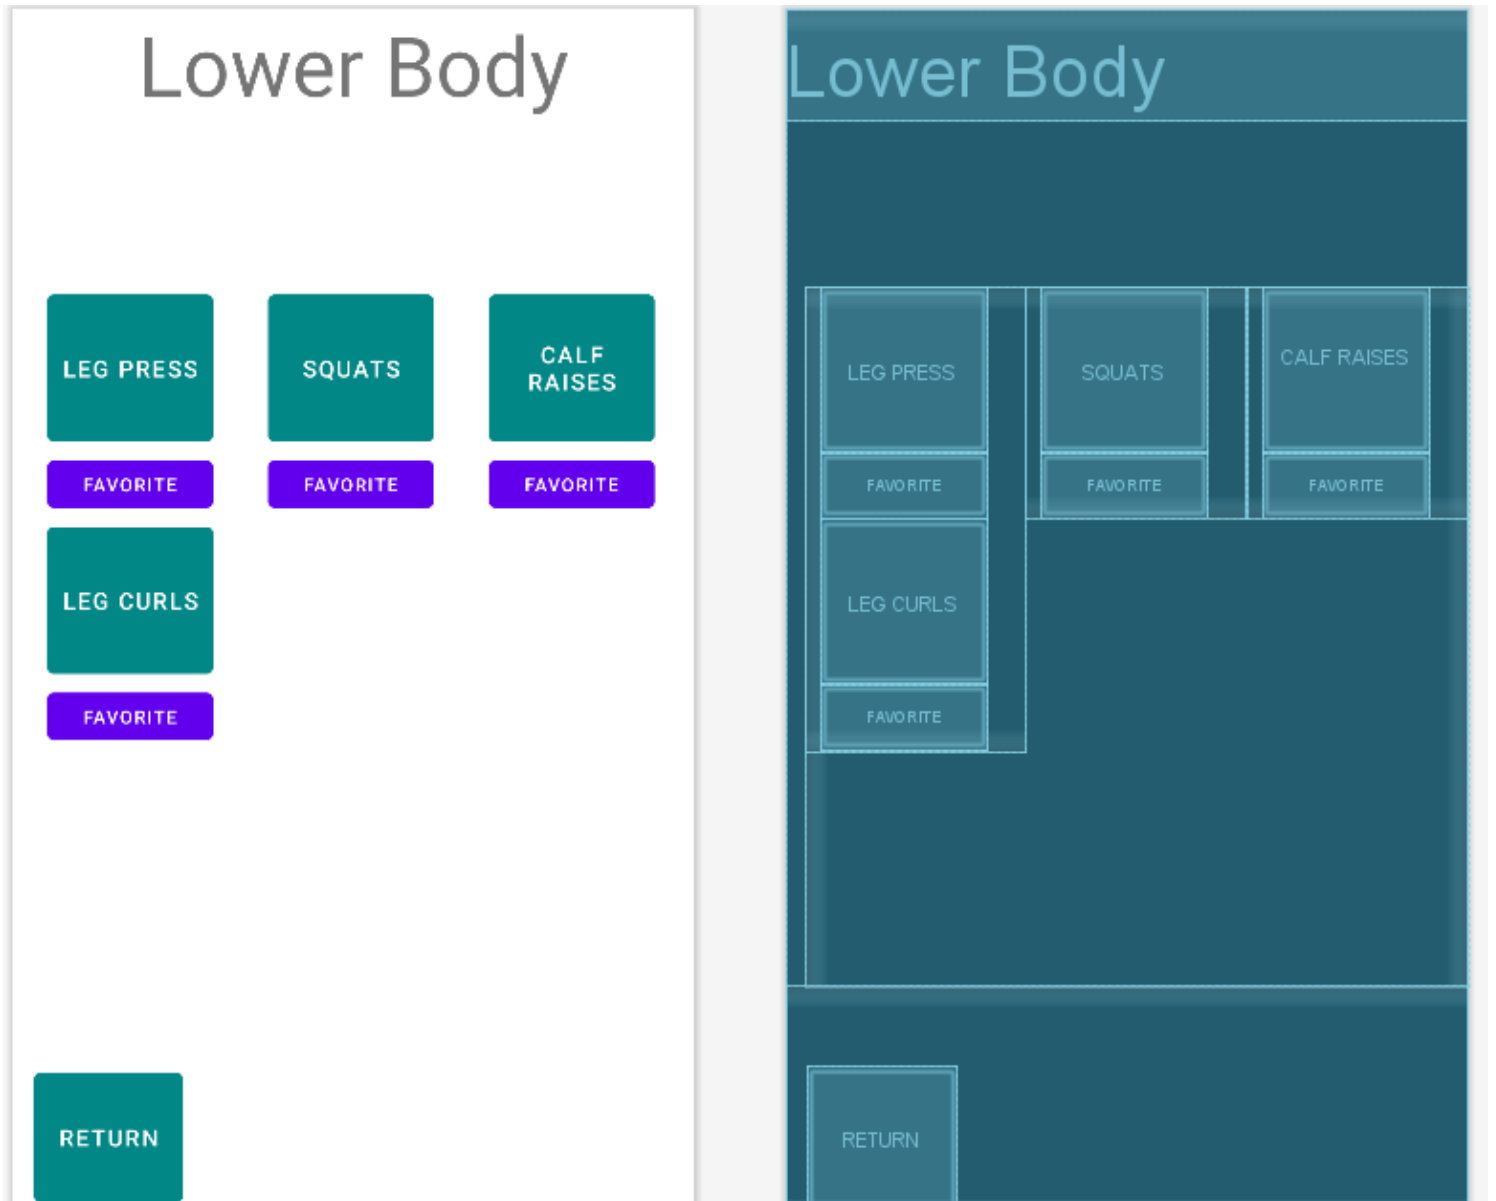 Lower Body
LEG PRESS
SQUATS
CALF
RAISES
FAVORITE
FAVORITE
FAVORITE
LEG CURLS
FAVORITE
RETURN
Lower Body
LEG PRESS
SQUATS
CALF RAISES
FAVORITE
FAVORITE
FAVORITE
LEG CURLS
FAVORITE
RETURN